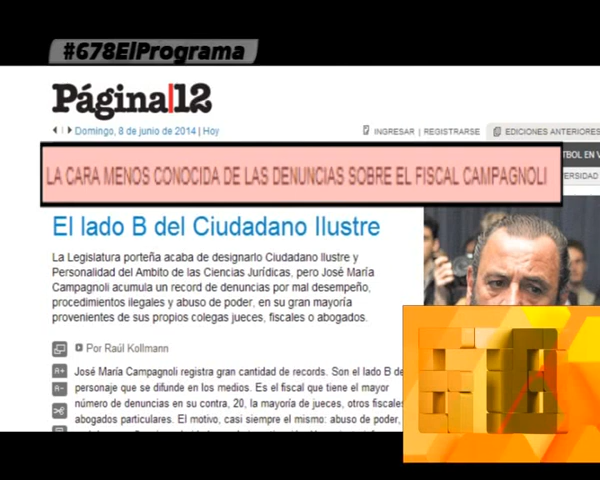 #678ElPrograma
Página|12
Domingo, 8 de junio de 2014 | Hoy
INGRESAR | REGISTRARSE
EDICIONES ANTERIORES
LA CARA MENOS CONOCIDA DE LAS DENUNCIAS SOBRE EL FISCAL CAMPAGNOLI
El lado B del Ciudadano Ilustre
La Legislatura porteña acaba de designarlo Ciudadano Ilustre y
Personalidad del Ambito de las Ciencias Jurídicas, pero José María
Campagnoli acumula un record de denuncias por mal desempeño,
procedimientos ilegales y abuso de poder, en su gran mayoría
provenientes de sus propios colegas jueces, fiscales o abogados.
Por Raúl Kollmann
A+
A-
José María Campagnoli registra gran cantidad de records. Son el lado B de
personaje que se difunde en los medios. Es el fiscal que tiene el mayor
número de denuncias en su contra, 20, la mayoría de jueces, otros fiscales
abogados particulares. El motivo, casi siempre el mismo: abuso de poder,